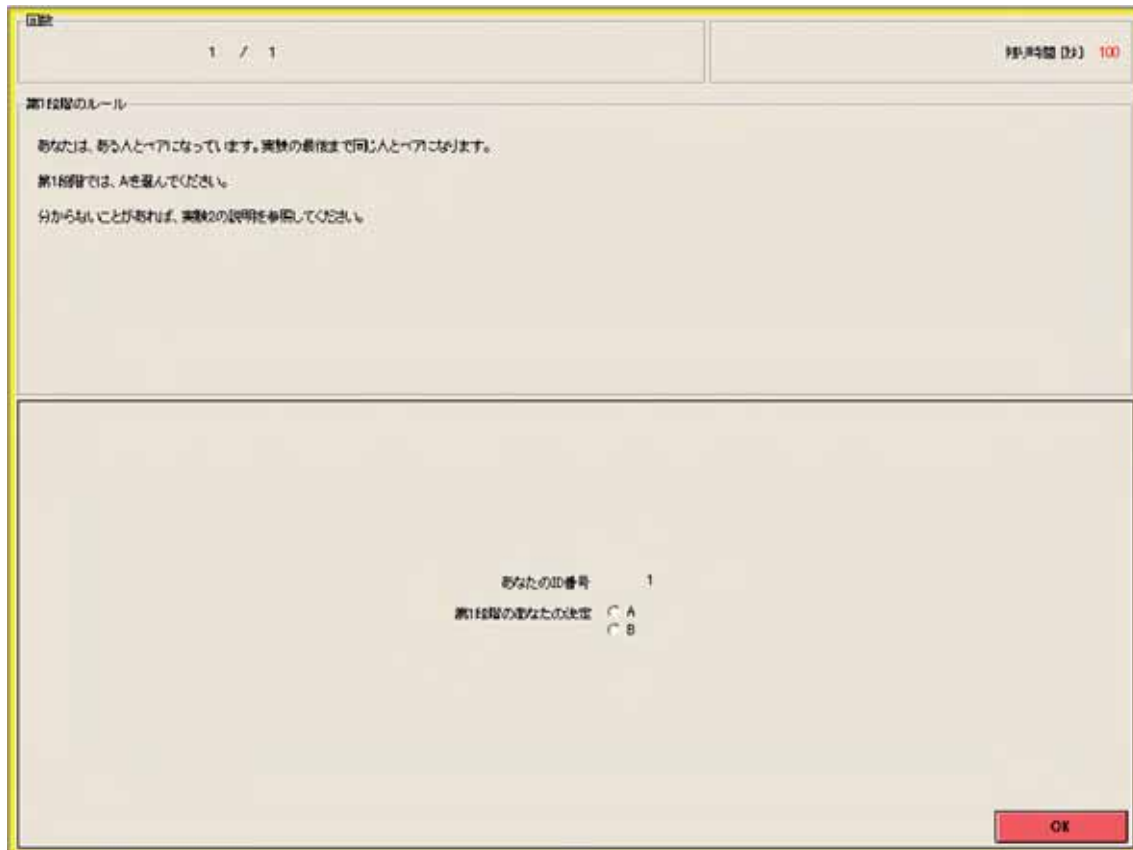 回数
1 / 1
残り時間 [秒] 100
第1段階のルール
あなたは、ある人とペアになっています。実験の最後まで同じ人とペアになります。
第1段階では、Aを選んでください。
分からないことがあれば、実験2の説明を参照してください。
あなたのID番号 1
第1段階のあなたの決定 A
B
OK